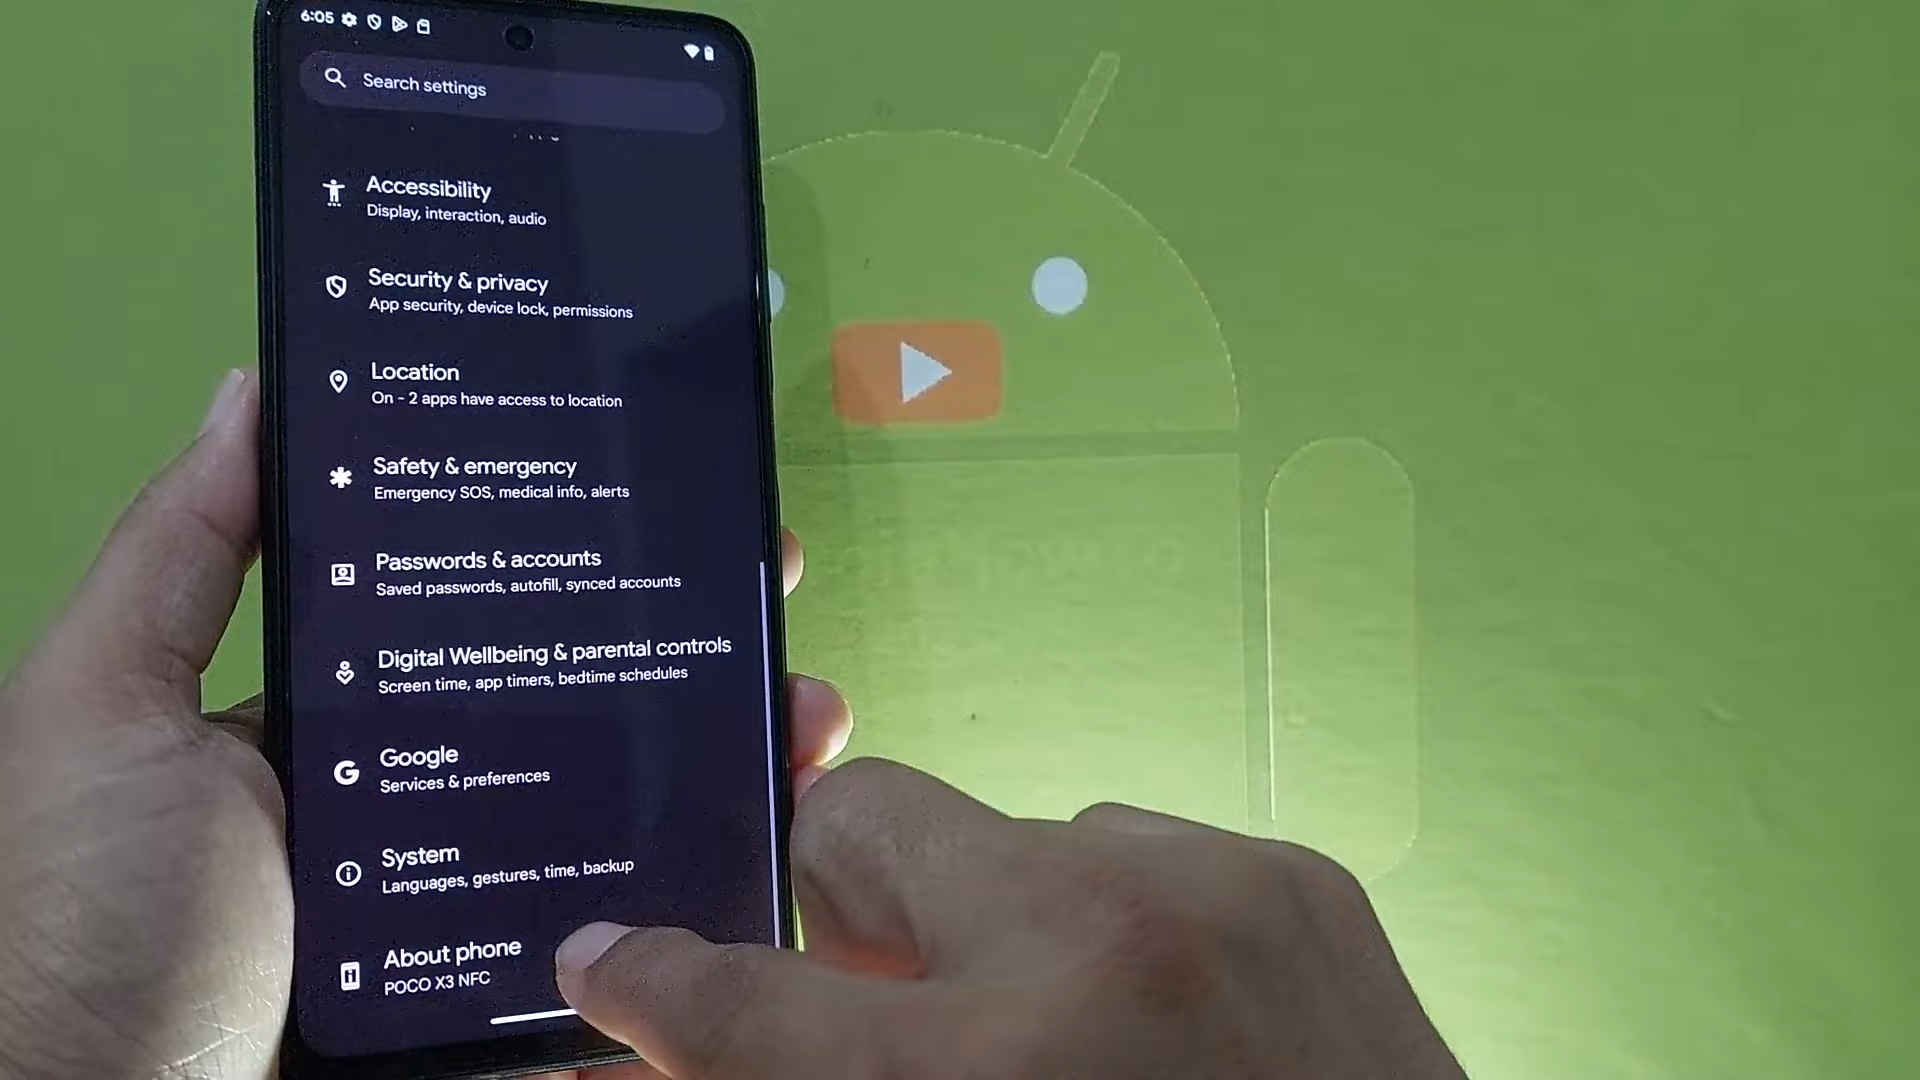 6:05
Search settings
Accessibility
Display, interaction, audio
Security & privacy
App security, device lock, permissions
Location
On - 2 apps have access to location
Safety & emergency
Emergency SOS, medical info, alerts
Passwords & accounts
Saved passwords, autofill, synced accounts
Digital Wellbeing & parental controls
Screen time, app timers, bedtime schedules
Google
Services & preferences
System
Languages, gestures, time, backup
About phone
POCO X3 NFC